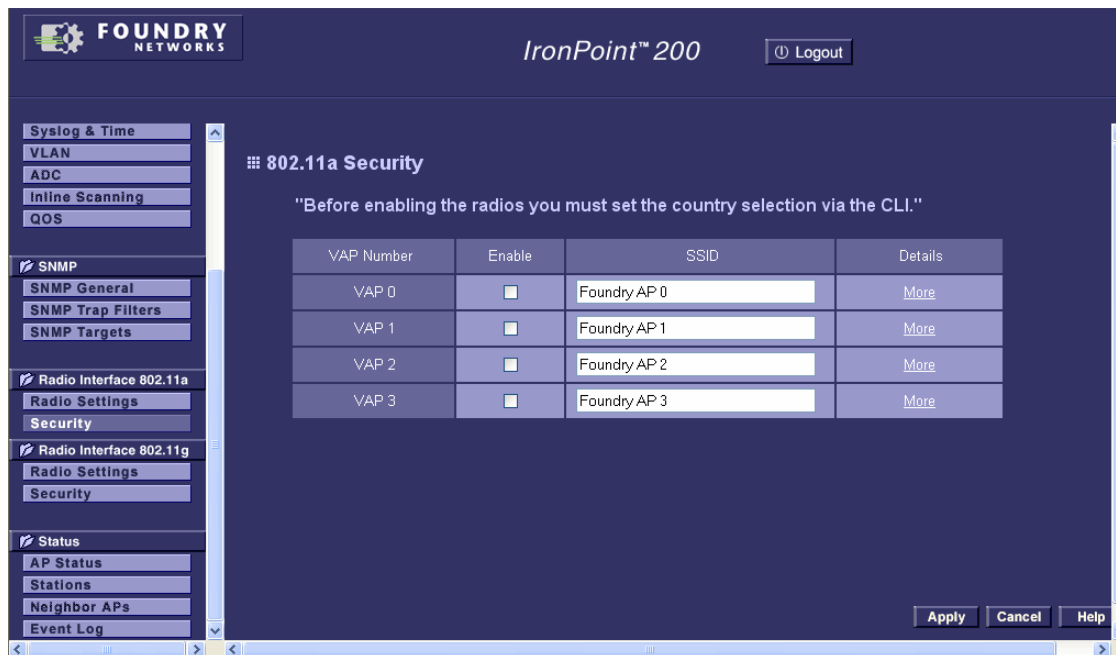 FOUNDRY
NETWORKS
IronPoint™ 200
Logout
Syslog & Time
VLAN
ADC
Inline Scanning
QOS
SNMP
SNMP General
SNMP Trap Filters
SNMP Targets
Radio Interface 802.11a
Radio Settings
Security
Radio Interface 802.11g
Radio Settings
Security
Status
AP Status
Stations
Neighbor APs
Event Log
802.11a Security
"Before enabling the radios you must set the country selection via the CLI."
VAP Number Enable SSID Details
VAP 0 Foundry AP 0 More
VAP 1 Foundry AP 1 More
VAP 2 Foundry AP 2 More
VAP 3 Foundry AP 3 More
Apply Cancel Help